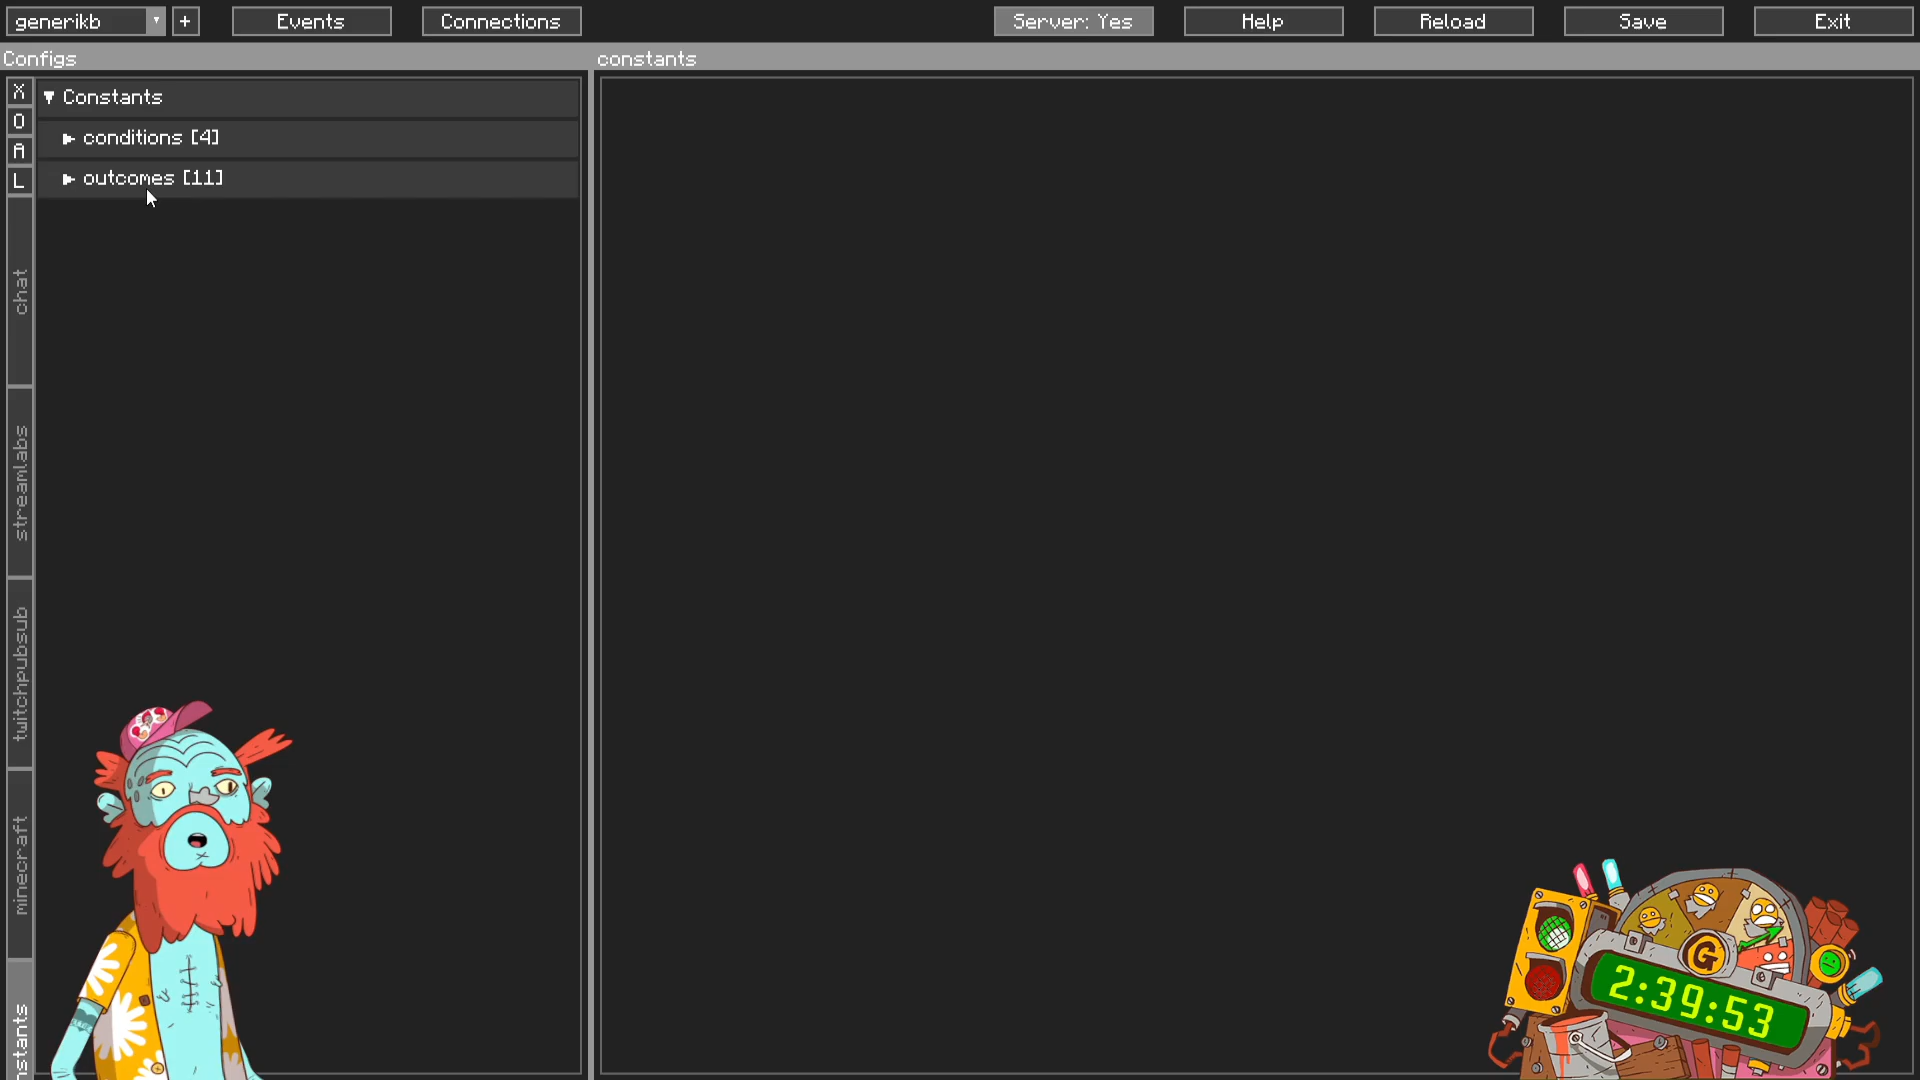 generikb
+
Events
Connections
Server: Yes
Help
Reload
Save
Exit
Configs
constants
X
O
A
L
Constants
conditions [4]
outcomes [11]
chat
streamlabs
twitchpubsub
minecraft
nstants
G
2:39:53